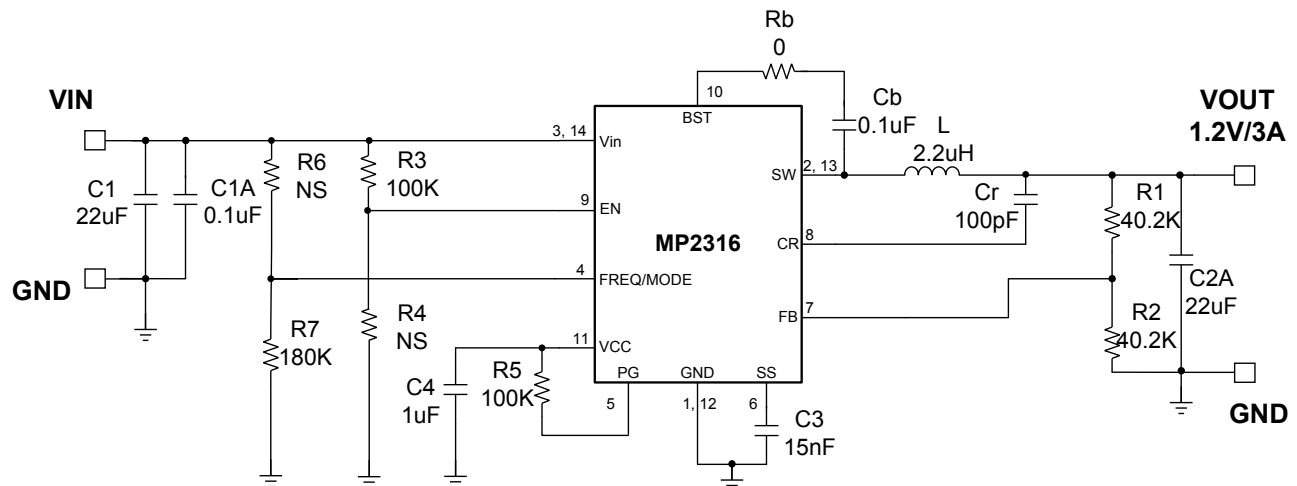 Rb
0
10
BST
Cb
0.1uF
VIN
3, 14
Vin
VOUT
1.2V/3A
L
2.2uH
2, 13
SW
R6
NS
R3
100K
C1
22uF
C1A
0.1uF
Cr
100pF
R1
40.2K
9
EN
MP2316
CR
8
GND
4
FREQ/MODE
C2A
22uF
R7
180K
R4
NS
FB
7
R2
40.2K
11
VCC
R5
100K
C4
1uF
PG
GND
SS
5
1, 12
6
C3
15nF
GND